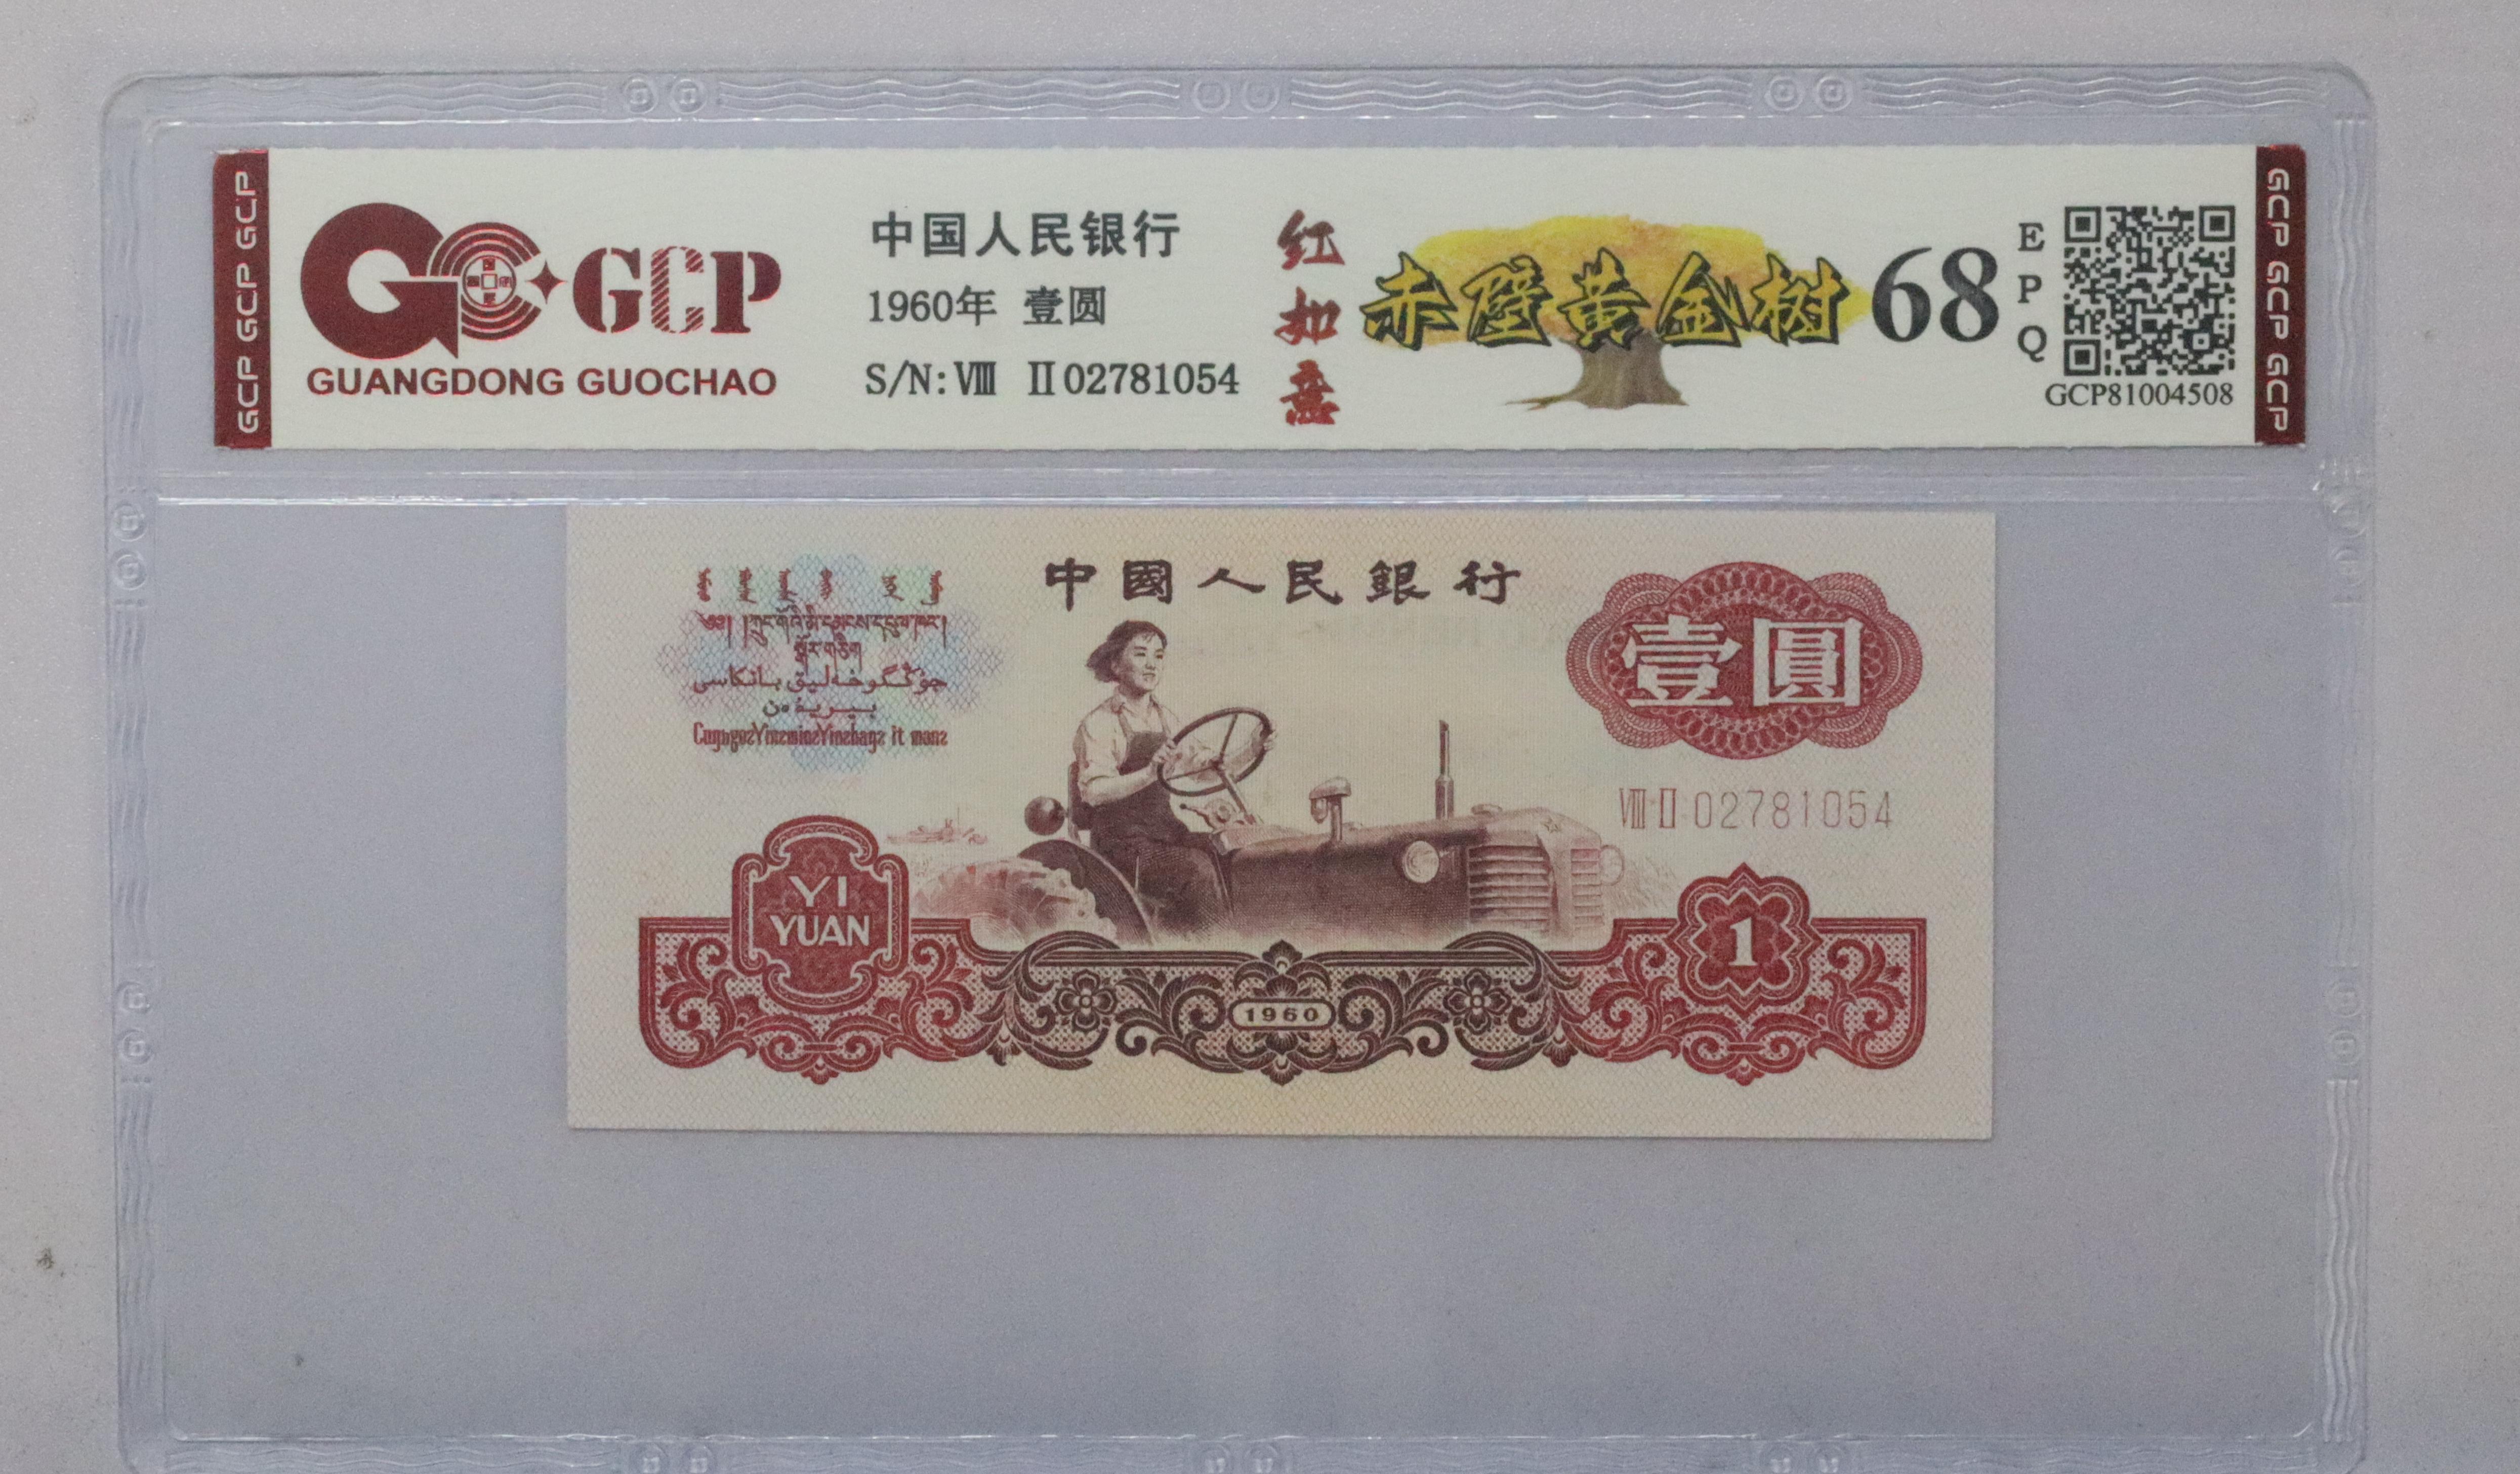 GCP GCP GCP
GCP
GUANGDONG GUOCHAO
中国人民银行
1960年 壹圆
S/N: Ⅷ Ⅱ02781054
红如意
赤壁黄金树
68
EPQ
GCP81004508
GCP GCP GCP
中國人民銀行
壹圓
Ⅷ Ⅱ 02781054
YI
YUAN
1960
1